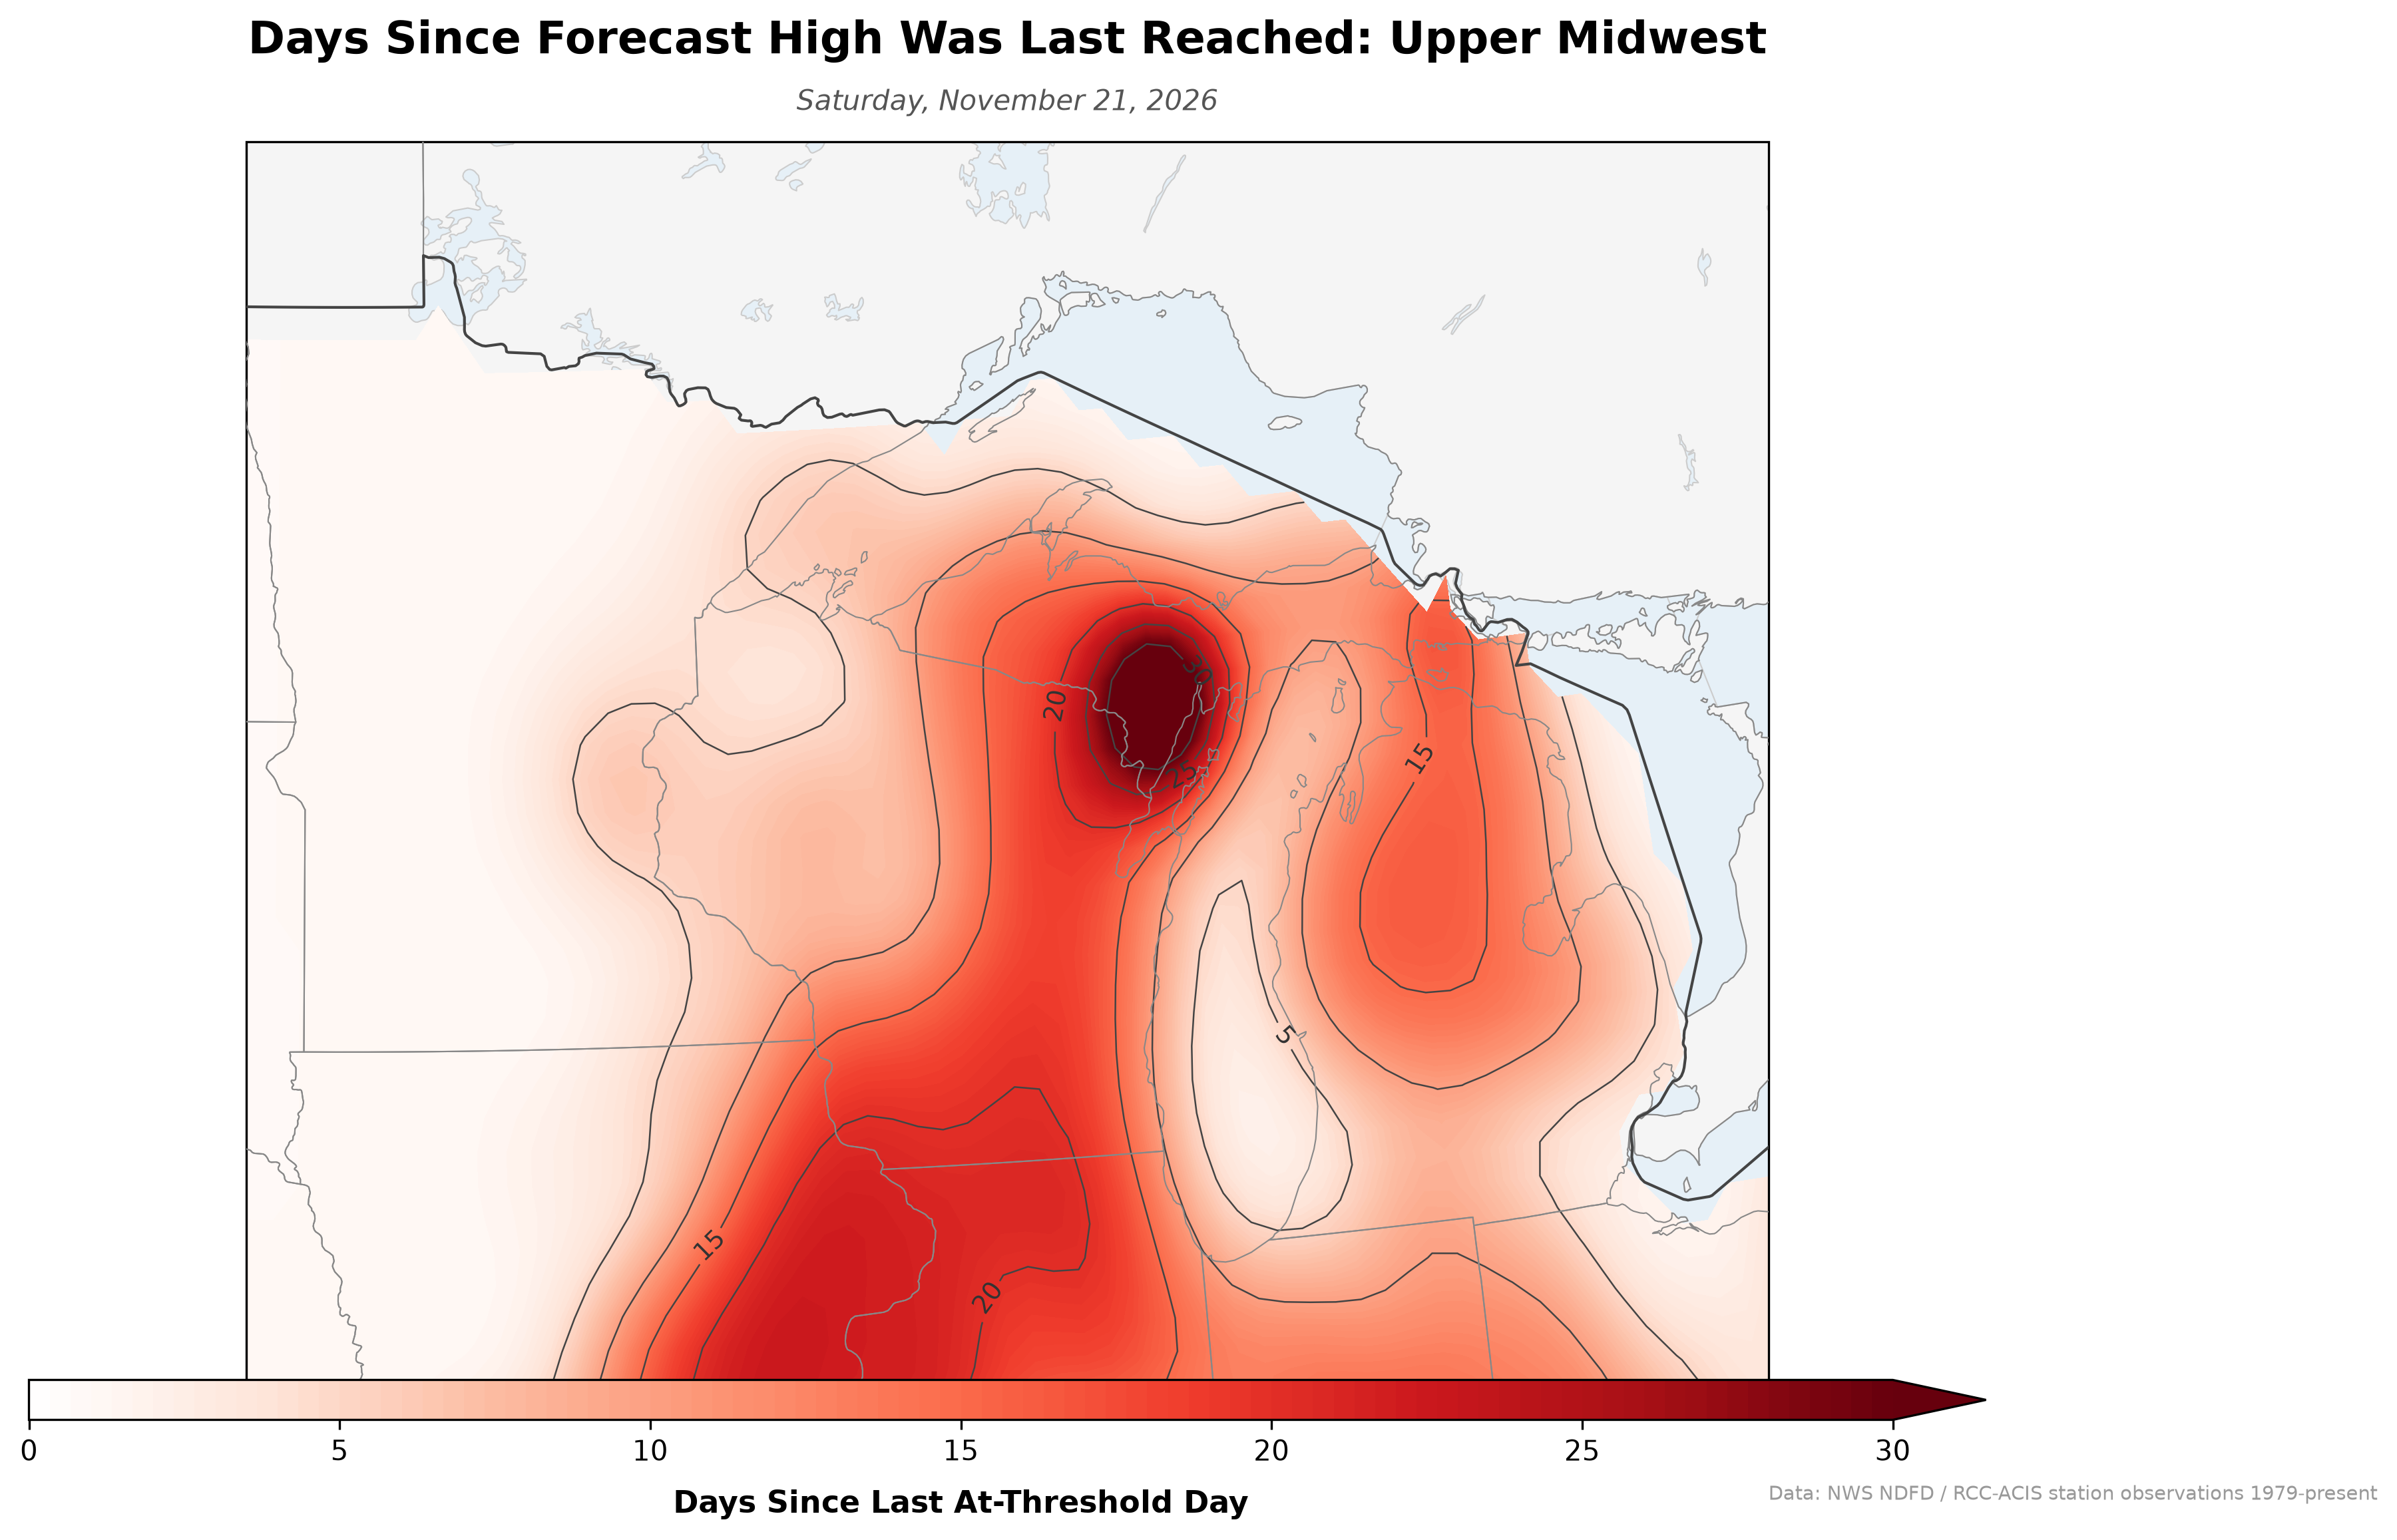 Days Since Forecast High Was Last Reached: Upper Midwest
Saturday, November 21, 2026
30
20
25
15
5
15
20
0 5 10 15 20 25 30
Days Since Last At-Threshold Day
Data: NWS NDFD / RCC-ACIS station observations 1979-present